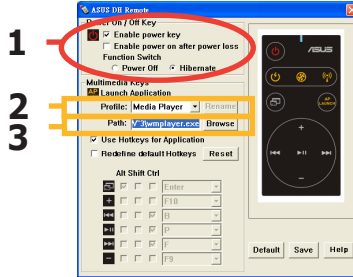 ASUS DH Remote
Power On / Off Key
1
Enable power key
Enable power on after power loss
Function Switch
Power Off Hibernate
Multimedia Keys
AP Launch Application
2
Profile: Media Player Rename
3
Path: V~3\wmplayer.exe Browse
Use Hotkeys for Application
Redefine default Hotkeys Reset
Alt Shift Ctrl
Enter
F10
B
P
F
F9
ASUS
AP
LAUNCH
Default Save Help